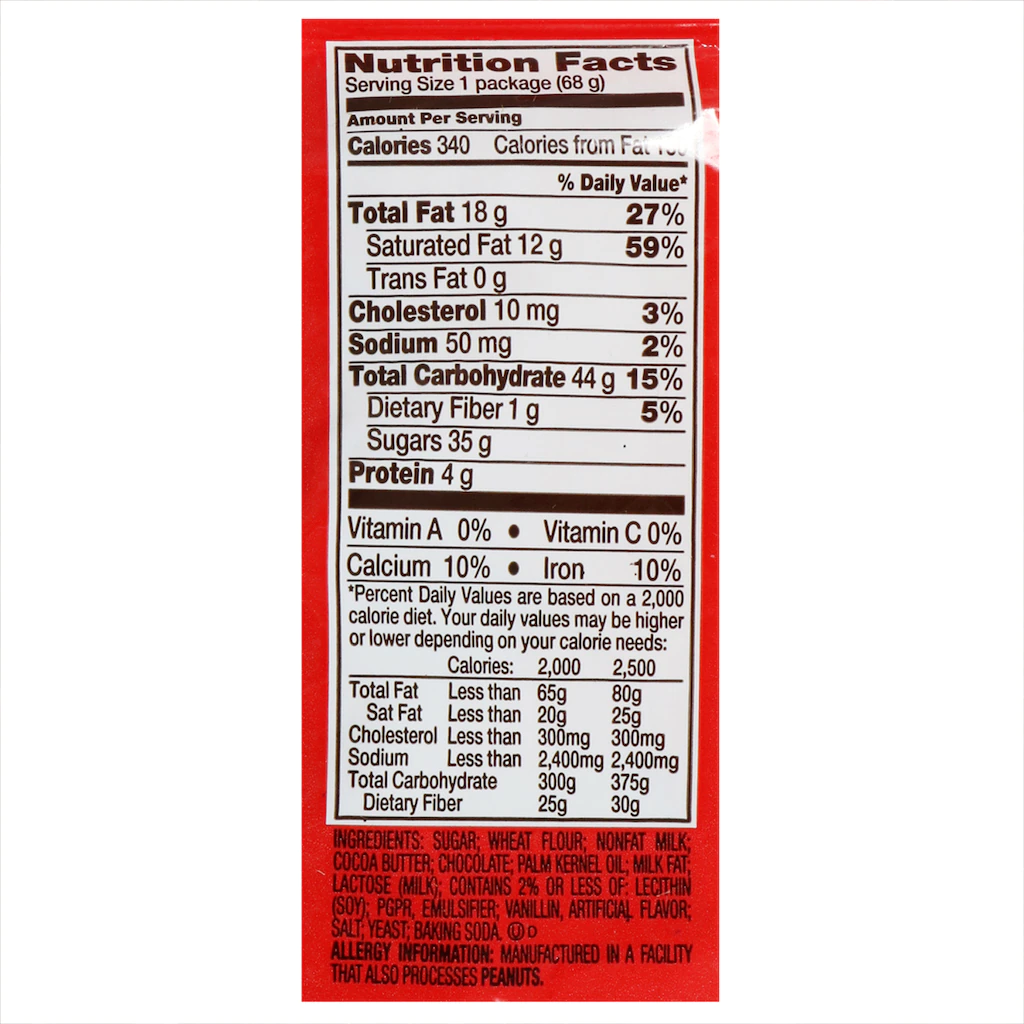 Nutrition Facts
Serving Size 1 package (68 g)
Amount Per Serving
Calories 340 Calories from Fat
% Daily Value*
Total Fat 18 g 27%
Saturated Fat 12 g 59%
Trans Fat 0 g
Cholesterol 10 mg 3%
Sodium 50 mg 2%
Total Carbohydrate 44 g 15%
Dietary Fiber 1 g 5%
Sugars 35 g
Protein 4 g
Vitamin A 0% • Vitamin C 0%
Calcium 10% • Iron 10%
*Percent Daily Values are based on a 2,000
calorie diet. Your daily values may be higher
or lower depending on your calorie needs:
Calories: 2,000 2,500
Total Fat Less than 65g 80g
Sat Fat Less than 20g 25g
Cholesterol Less than 300mg 300mg
Sodium Less than 2,400mg 2,400mg
Total Carbohydrate 300g 375g
Dietary Fiber 25g 30g
INGREDIENTS: SUGAR; WHEAT FLOUR; NONFAT MILK;
COCOA BUTTER; CHOCOLATE; PALM KERNEL OIL; MILK FAT;
LACTOSE (MILK); CONTAINS 2% OR LESS OF: LECITHIN
(SOY); PGPR, EMULSIFIER; VANILLIN, ARTIFICIAL FLAVOR;
SALT; YEAST; BAKING SODA. Ⓤ D
ALLERGY INFORMATION: MANUFACTURED IN A FACILITY
THAT ALSO PROCESSES PEANUTS.